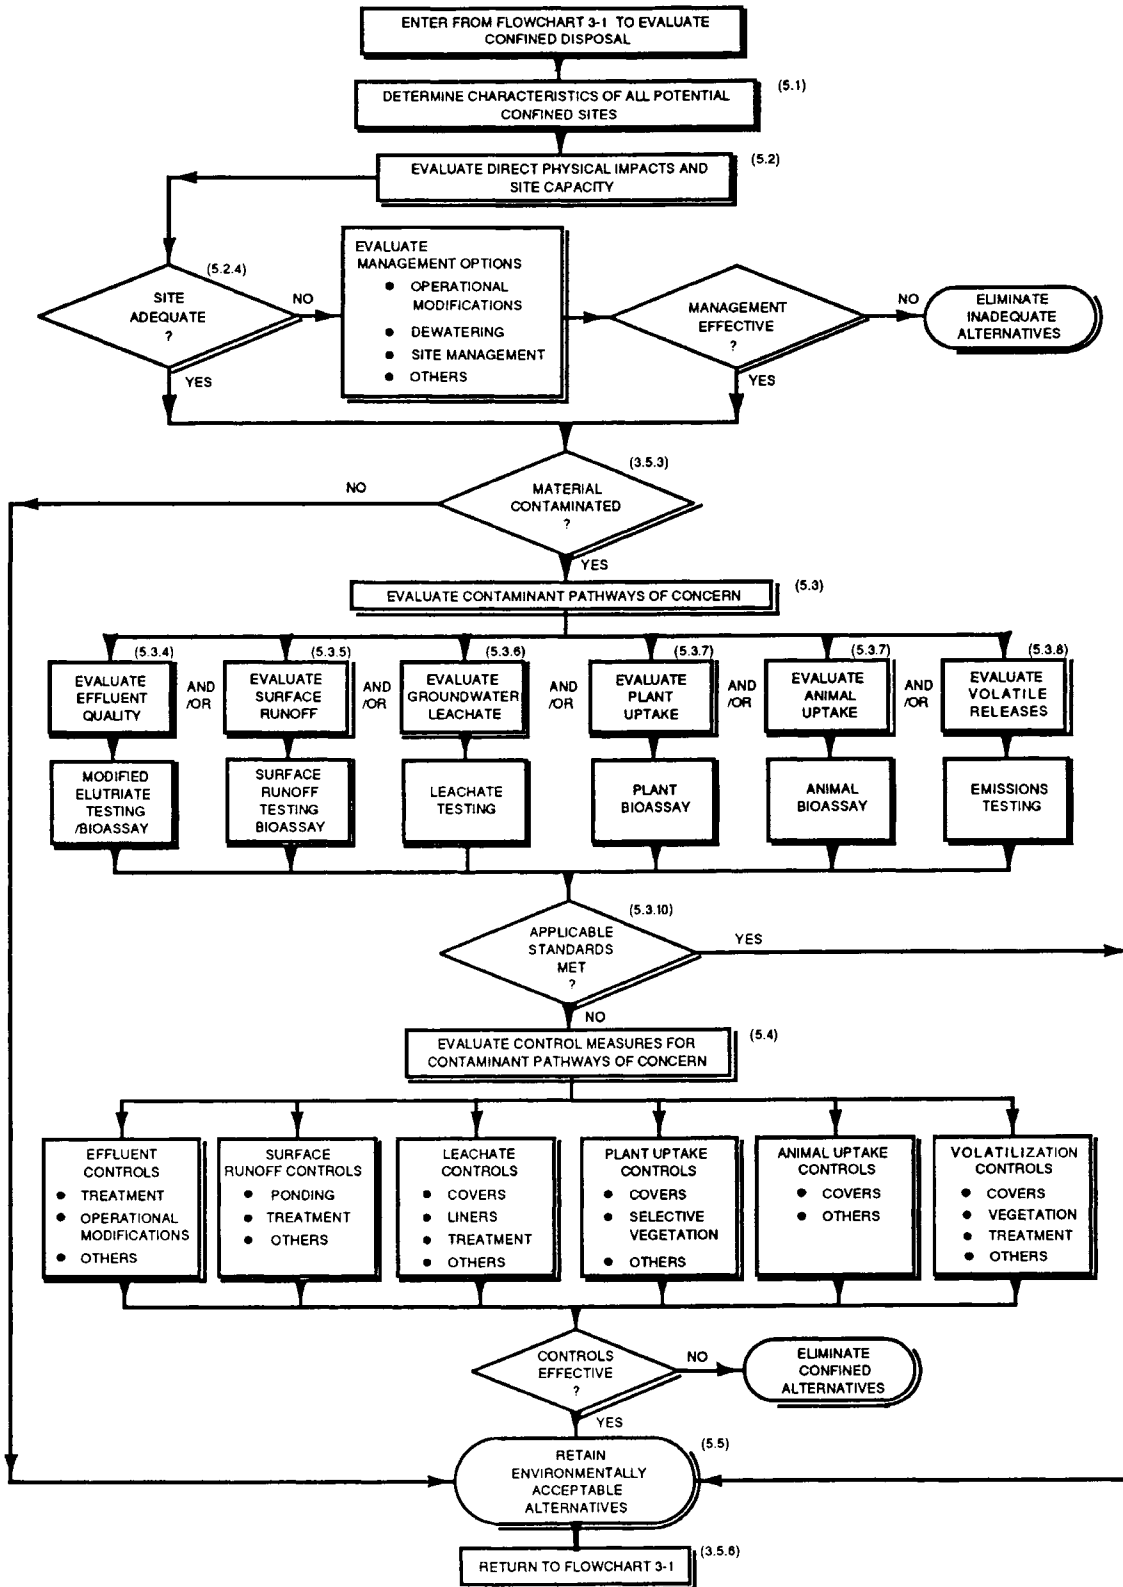 ENTER FROM FLOWCHART 3-1 TO EVALUATE
CONFINED DISPOSAL
(5.1)
DETERMINE CHARACTERISTICS OF ALL POTENTIAL
CONFINED SITES
(5.2)
EVALUATE DIRECT PHYSICAL IMPACTS AND
SITE CAPACITY
(5.2.4)
SITE
ADEQUATE
?
NO
YES
EVALUATE
MANAGEMENT OPTIONS
● OPERATIONAL
MODIFICATIONS
● DEWATERING
● SITE MANAGEMENT
● OTHERS
MANAGEMENT
EFFECTIVE
?
NO
YES
ELIMINATE
INADEQUATE
ALTERNATIVES
(3.5.3)
MATERIAL
CONTAMINATED
?
NO
YES
(5.3)
EVALUATE CONTAMINANT PATHWAYS OF CONCERN
(5.3.4)
EVALUATE
EFFLUENT
QUALITY
AND
/OR
(5.3.5)
EVALUATE
SURFACE
RUNOFF
AND
/OR
(5.3.6)
EVALUATE
GROUNDWATER
LEACHATE
AND
/OR
(5.3.7)
EVALUATE
PLANT
UPTAKE
AND
/OR
(5.3.7)
EVALUATE
ANIMAL
UPTAKE
AND
/OR
(5.3.8)
EVALUATE
VOLATILE
RELEASES
MODIFIED
ELUTRIATE
TESTING
/BIOASSAY
SURFACE
RUNOFF
TESTING
BIOASSAY
LEACHATE
TESTING
PLANT
BIOASSAY
ANIMAL
BIOASSAY
EMISSIONS
TESTING
(5.3.10)
APPLICABLE
STANDARDS
MET
?
YES
NO
(5.4)
EVALUATE CONTROL MEASURES FOR
CONTAMINANT PATHWAYS OF CONCERN
EFFLUENT
CONTROLS
● TREATMENT
● OPERATIONAL
MODIFICATIONS
● OTHERS
SURFACE
RUNOFF CONTROLS
● PONDING
● TREATMENT
● OTHERS
LEACHATE
CONTROLS
● COVERS
● LINERS
● TREATMENT
● OTHERS
PLANT UPTAKE
CONTROLS
● COVERS
● SELECTIVE
VEGETATION
● OTHERS
ANIMAL UPTAKE
CONTROLS
● COVERS
● OTHERS
VOLATILIZATION
CONTROLS
● COVERS
● VEGETATION
● TREATMENT
● OTHERS
CONTROLS
EFFECTIVE
?
NO
YES
ELIMINATE
CONFINED
ALTERNATIVES
(5.5)
RETAIN
ENVIRONMENTALLY
ACCEPTABLE
ALTERNATIVES
(3.5.6)
RETURN TO FLOWCHART 3-1